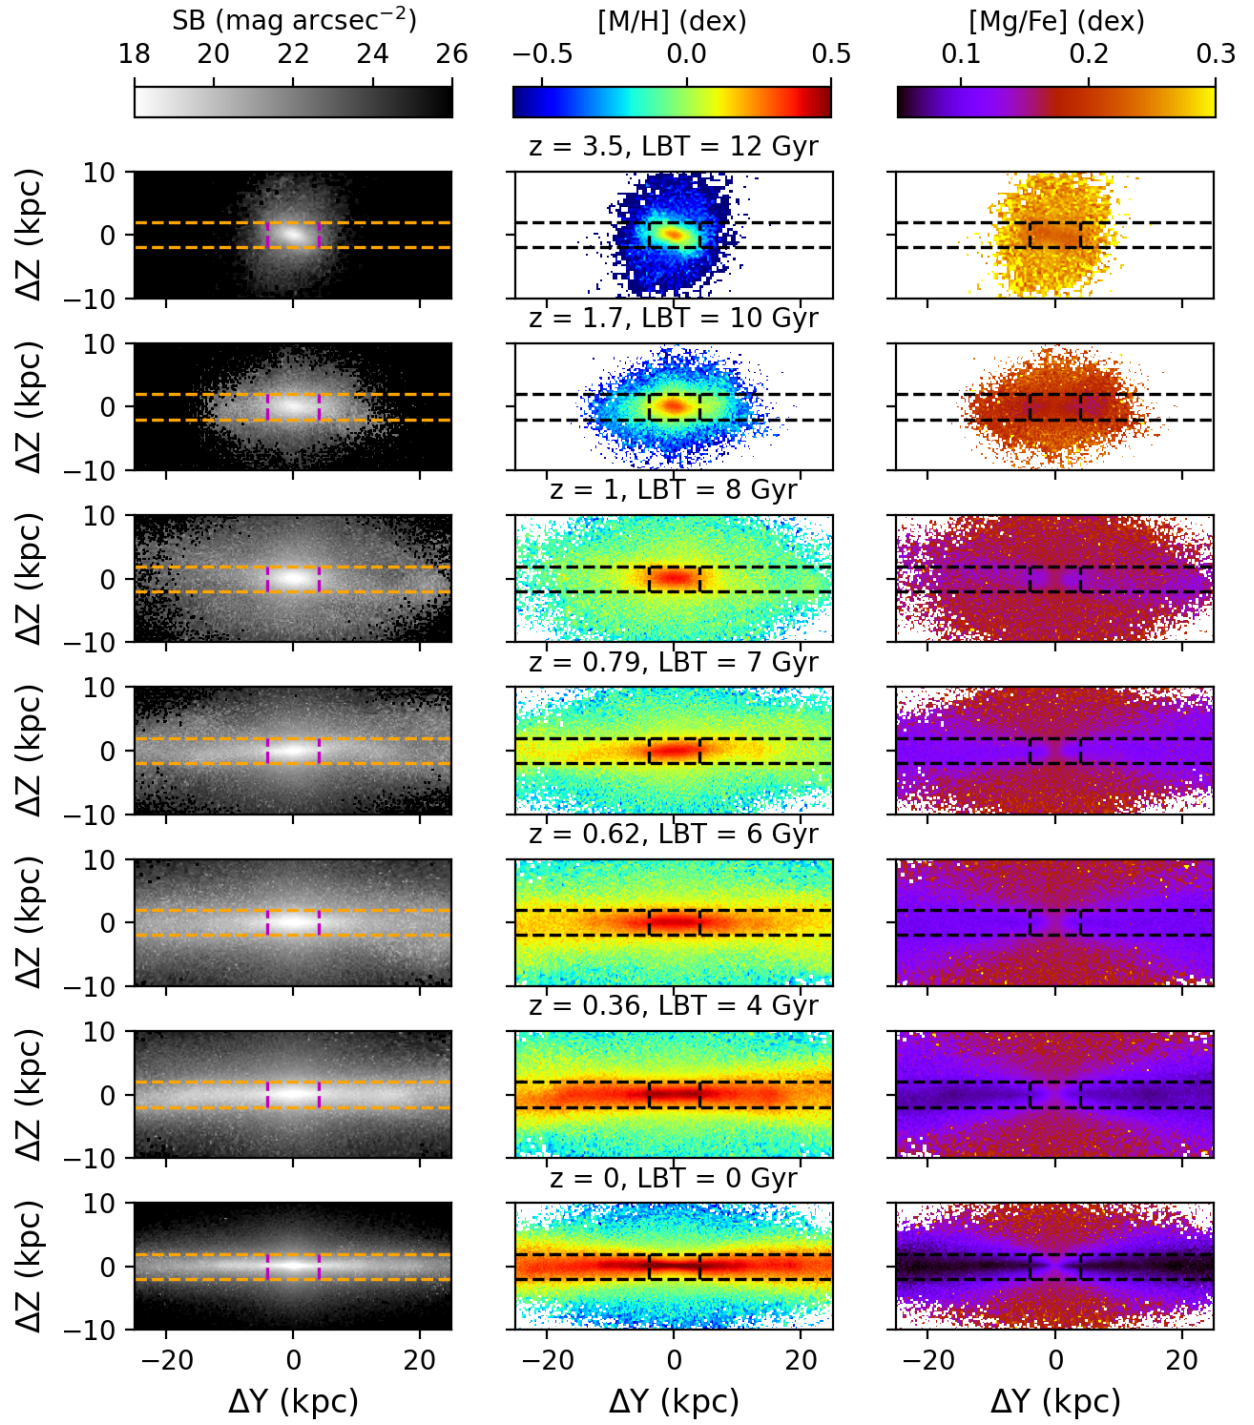 SB (mag arcsec⁻²) [M/H] (dex) [Mg/Fe] (dex)
18 20 22 24 26 −0.5 0.0 0.5 0.1 0.2 0.3
z = 3.5, LBT = 12 Gyr
10
0
−10
ΔZ (kpc)
z = 1.7, LBT = 10 Gyr
10
0
−10
ΔZ (kpc)
z = 1, LBT = 8 Gyr
10
0
−10
ΔZ (kpc)
z = 0.79, LBT = 7 Gyr
10
0
−10
ΔZ (kpc)
z = 0.62, LBT = 6 Gyr
10
0
−10
ΔZ (kpc)
z = 0.36, LBT = 4 Gyr
10
0
−10
ΔZ (kpc)
z = 0, LBT = 0 Gyr
10
0
−10
ΔZ (kpc)
−20 0 20 −20 0 20 −20 0 20
ΔY (kpc) ΔY (kpc) ΔY (kpc)